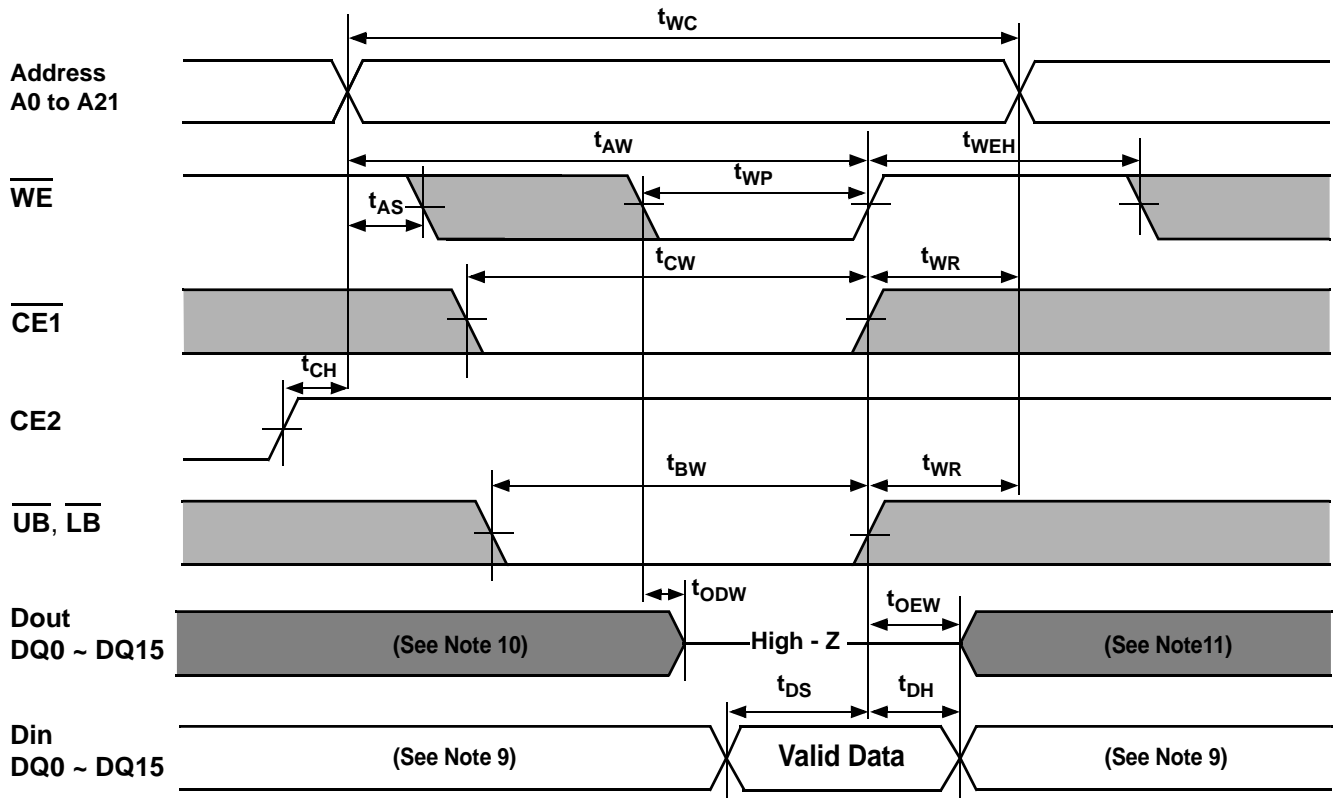 tWC
Address
A0 to A21
tAW
tWEH
WE
tWP
tAS
tCW
tWR
CE1
tCH
CE2
tBW
tWR
UB, LB
tODW
tOEW
Dout
DQ0 ~ DQ15
(See Note 10)
High - Z
(See Note11)
tDS
tDH
Din
DQ0 ~ DQ15
(See Note 9)
Valid Data
(See Note 9)